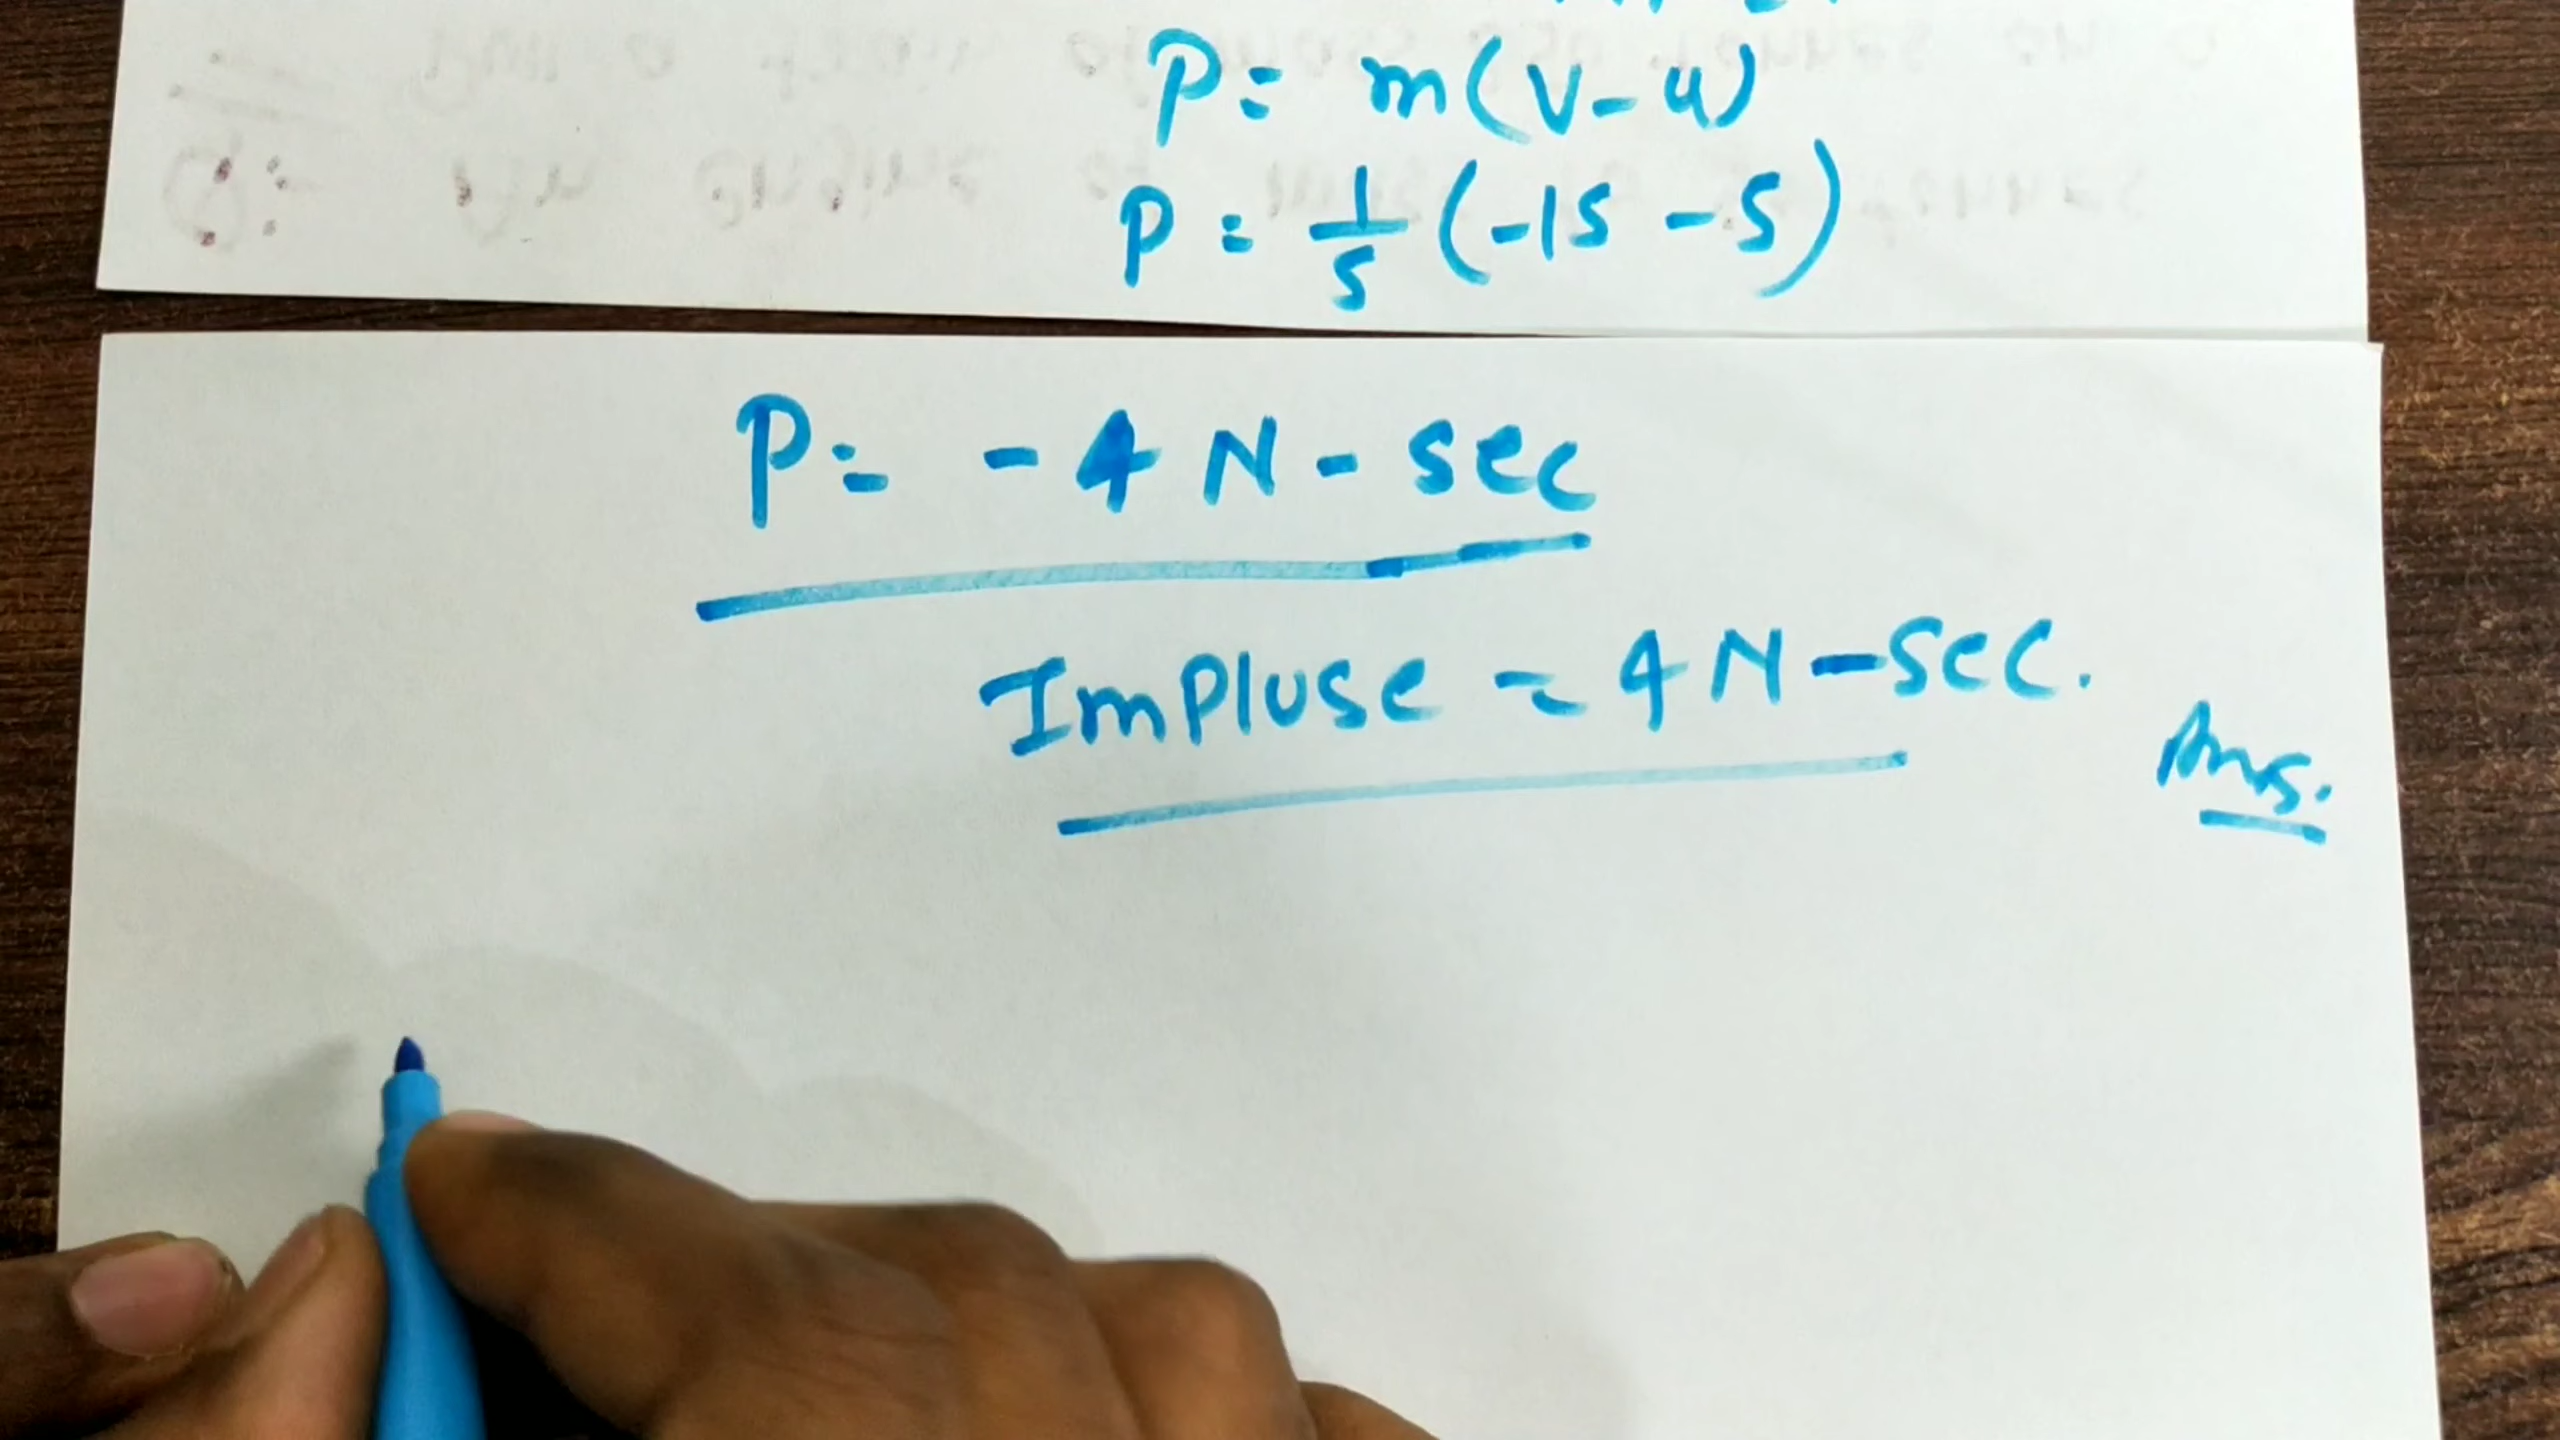 P = m(v - u)
P = 1/5 (-15 - 5)
P = - 4 N - sec
Impluse = 4 N - sec.
Ans.